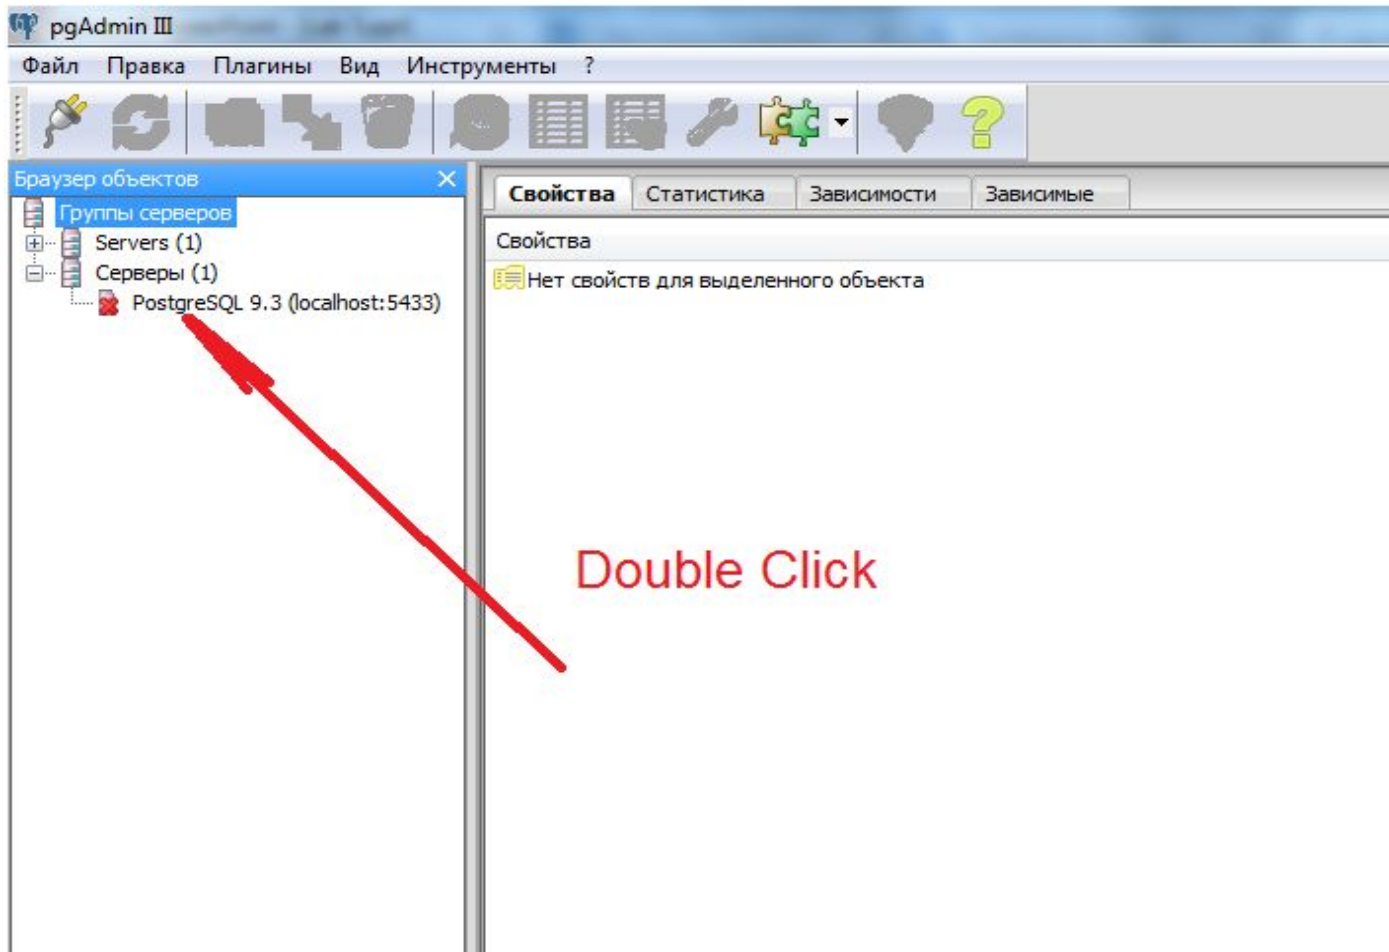 pgAdmin III
Файл Правка Плагины Вид Инструменты ?
Браузер объектов
Группы серверов
Servers (1)
Серверы (1)
PostgreSQL 9.3 (localhost:5433)
Свойства Статистика Зависимости Зависимые
Свойства
Нет свойств для выделенного объекта
Double Click